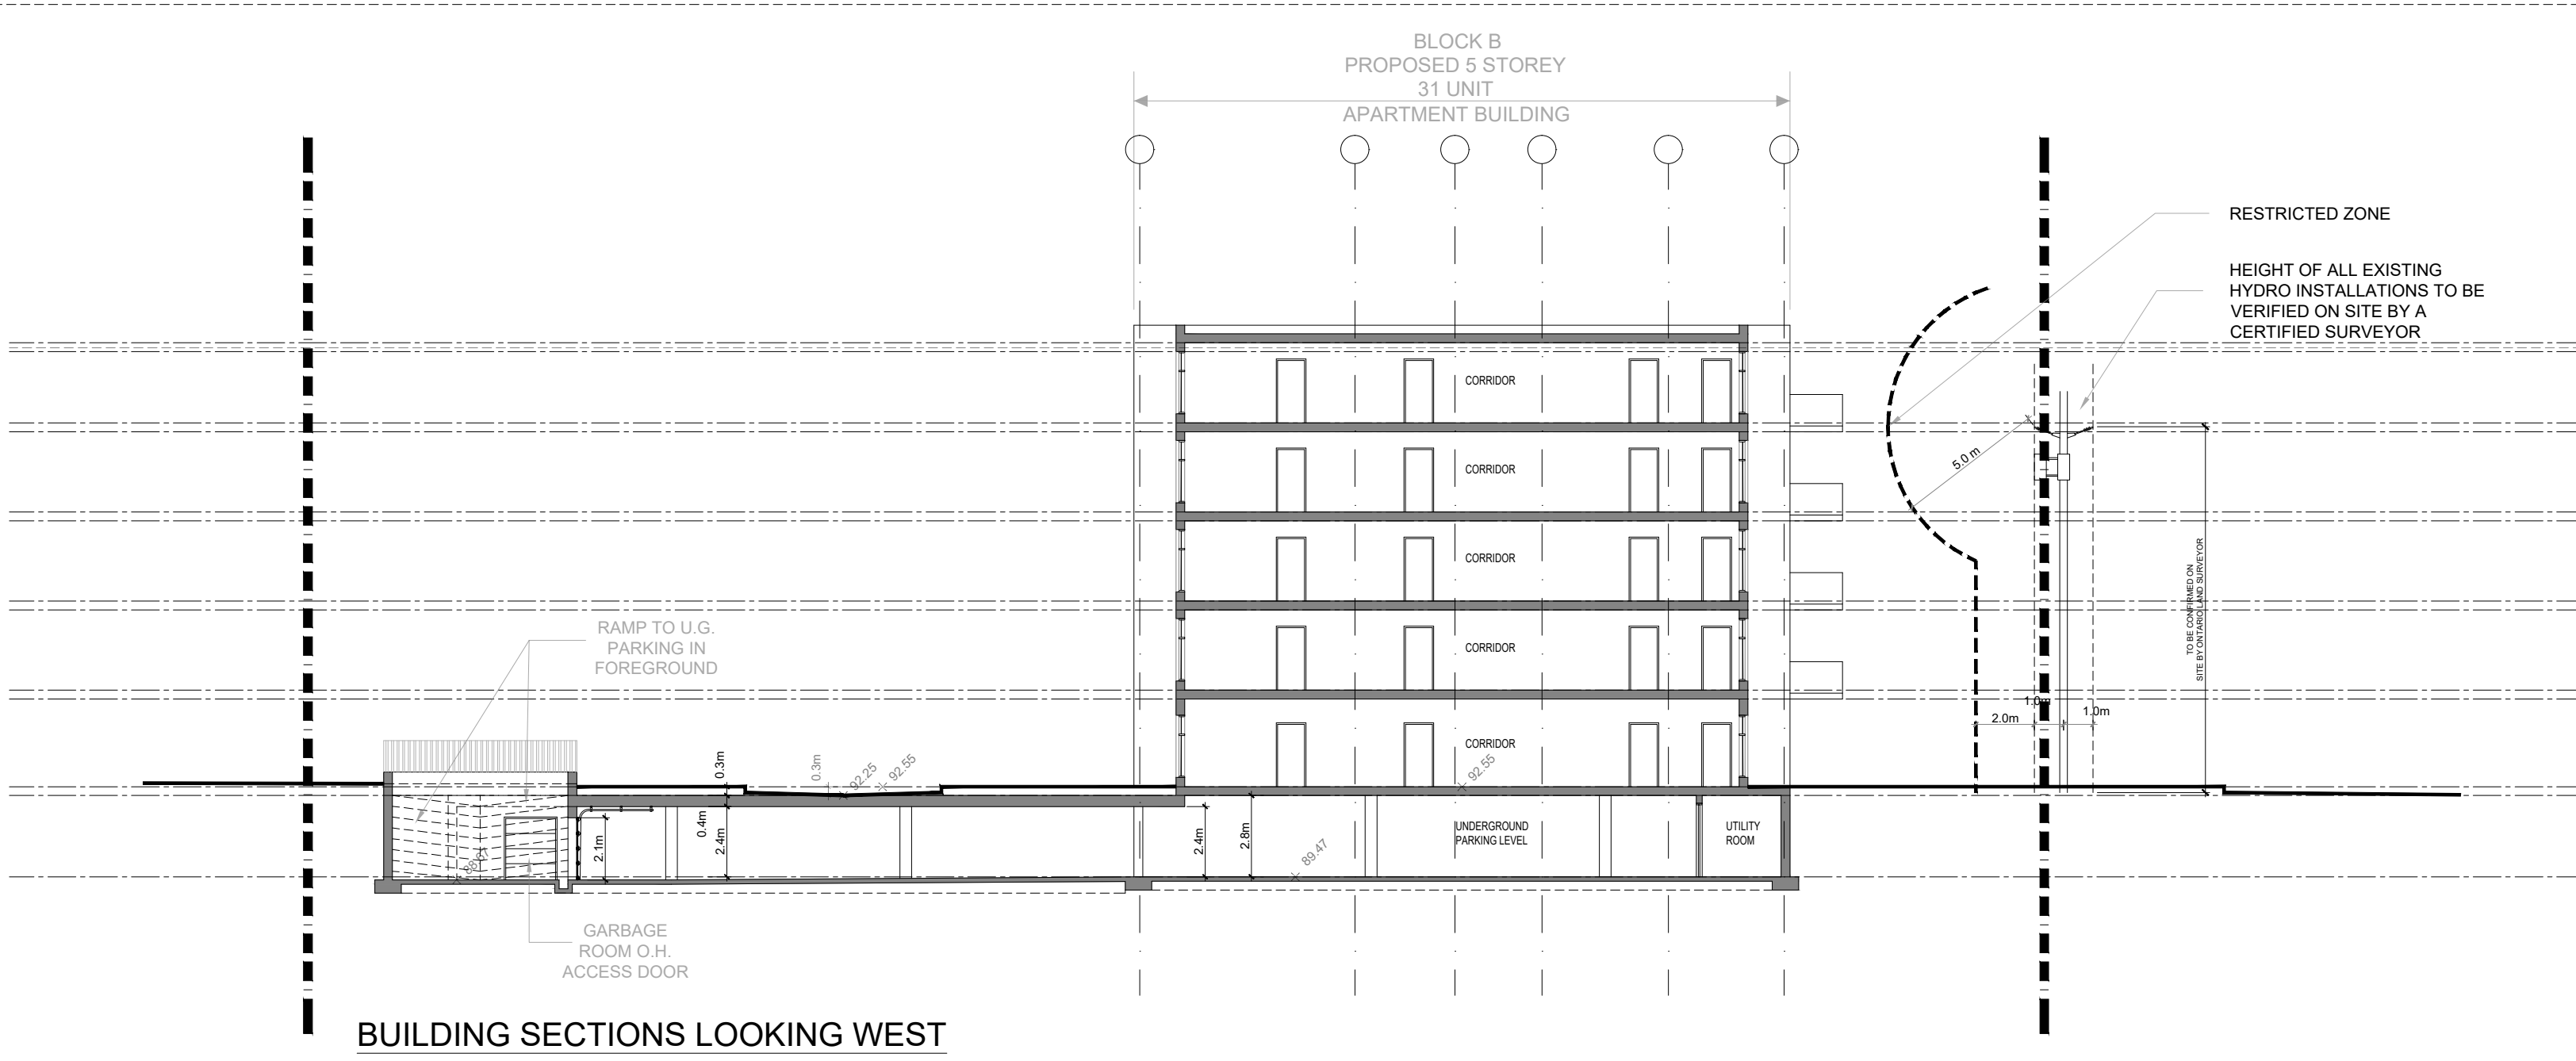 BLOCK B
PROPOSED 5 STOREY
31 UNIT
APARTMENT BUILDING
RESTRICTED ZONE
HEIGHT OF ALL EXISTING
HYDRO INSTALLATIONS TO BE
VERIFIED ON SITE BY A
CERTIFIED SURVEYOR
CORRIDOR
CORRIDOR
5.0 m
CORRIDOR
TO BE CONFIRMED ON
SITE BY ONTARIO LAND SURVEYOR
RAMP TO U.G.
PARKING IN
FOREGROUND
CORRIDOR
1.0m
2.0m
1.0m
CORRIDOR
0.3m
0.3m
92.25
92.55
92.55
0.4m
2.4m
2.1m
2.4m
2.8m
89.47
UNDERGROUND
PARKING LEVEL
UTILITY
ROOM
88.67
GARBAGE
ROOM O.H.
ACCESS DOOR
BUILDING SECTIONS LOOKING WEST